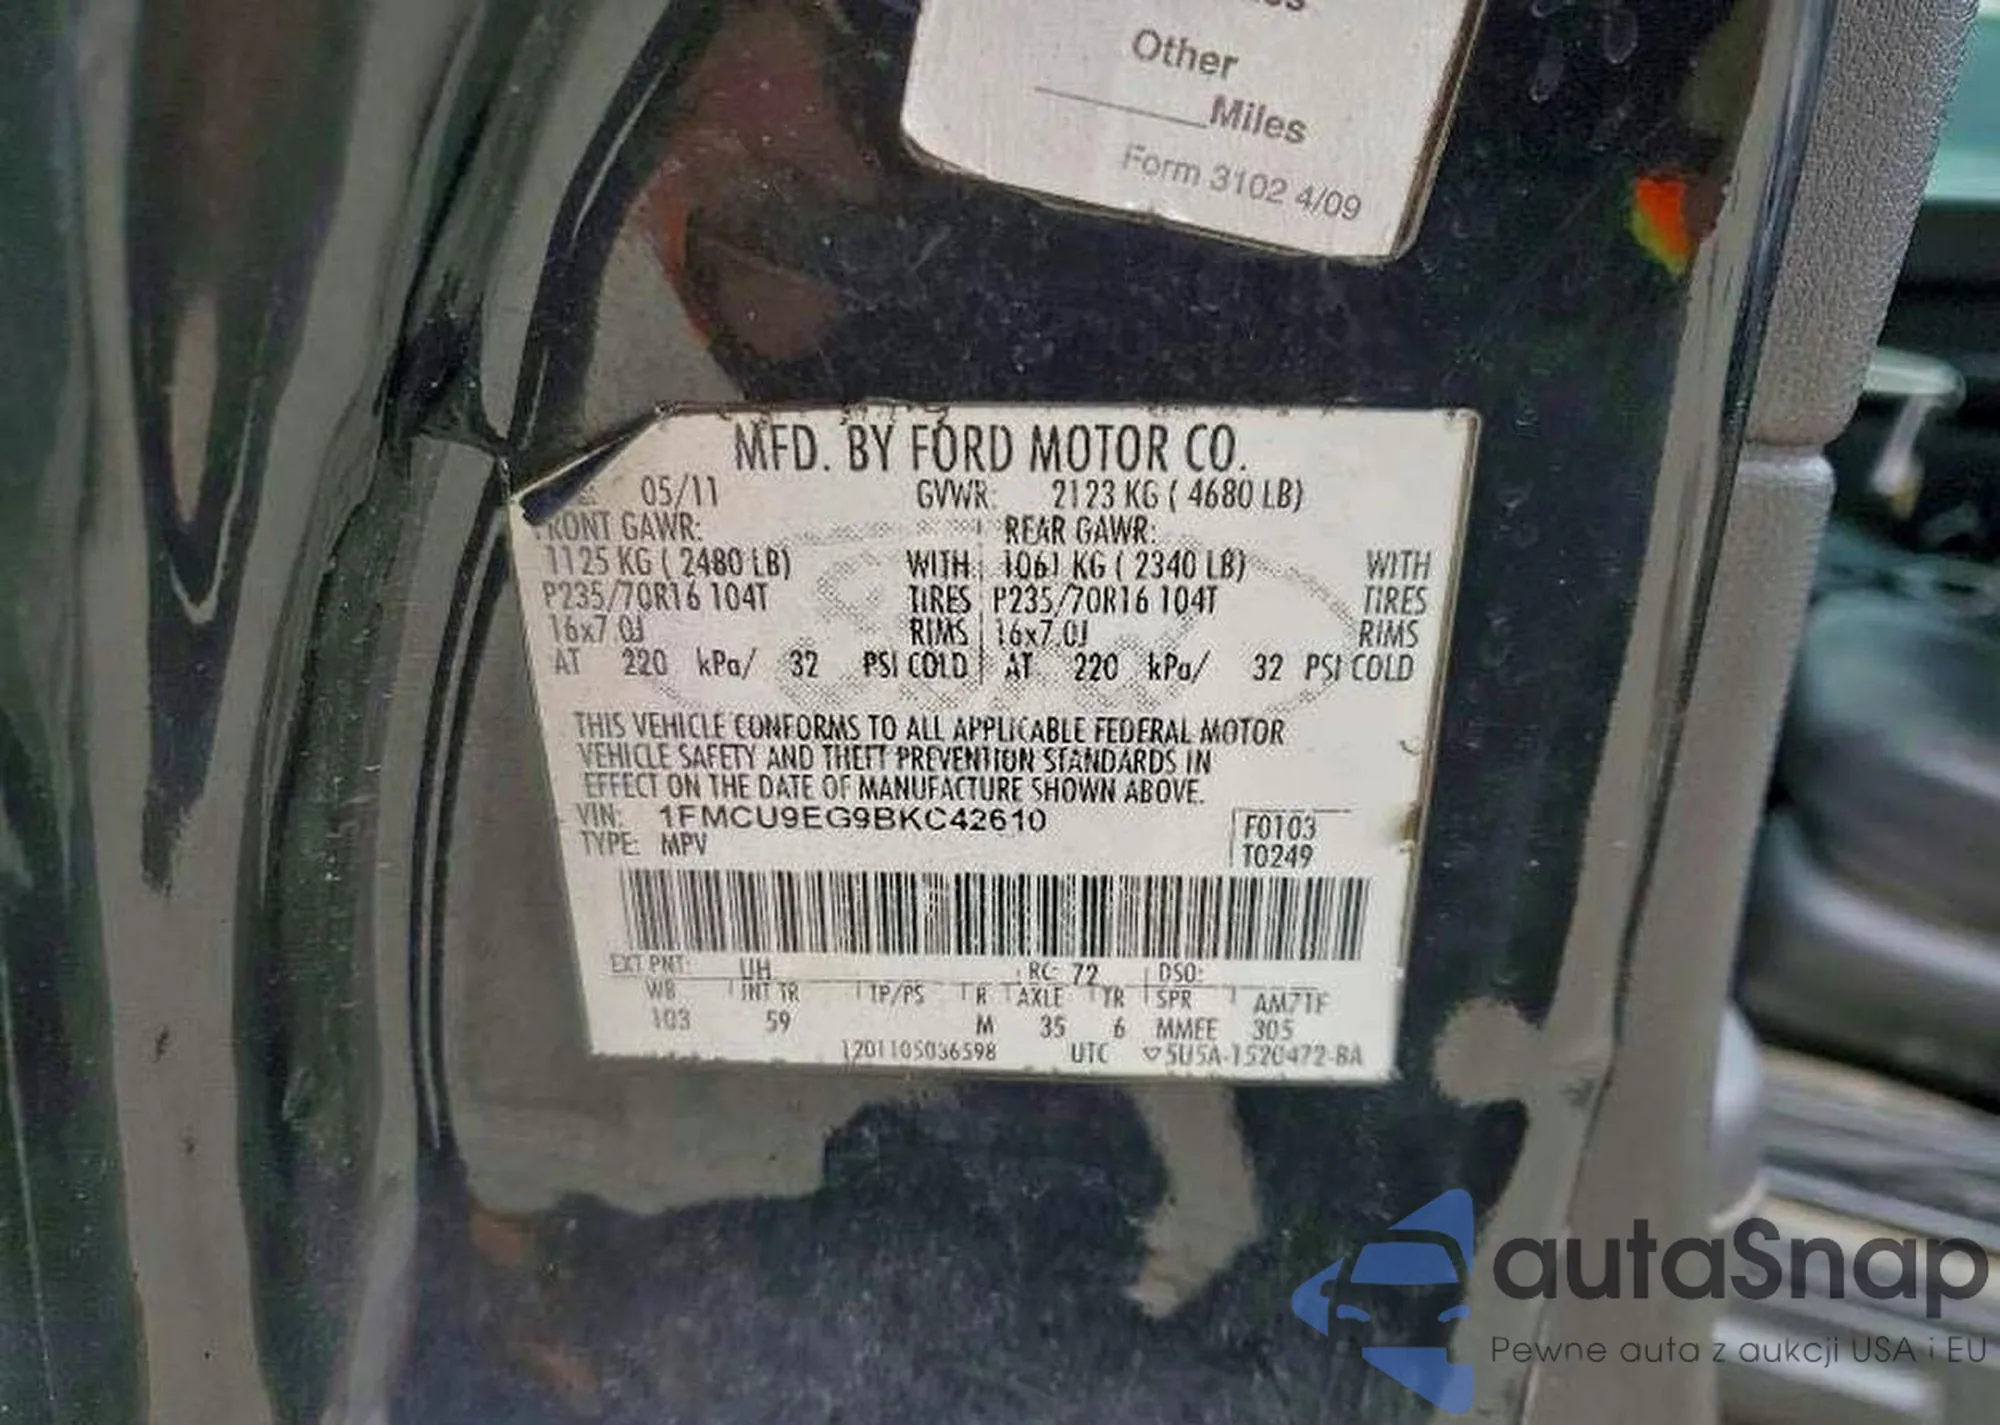 Other
Miles
Form 3102 4/09
MFD. BY FORD MOTOR CO.
05/11 GVWR: 2123 KG ( 4680 LB)
FRONT GAWR: REAR GAWR:
1125 KG ( 2480 LB) WITH 1061 KG ( 2340 LB) WITH
P235/70R16 104T TIRES P235/70R16 104T TIRES
16x7.0J RIMS 16x7.0J RIMS
AT 220 kPa/ 32 PSI COLD AT 220 kPa/ 32 PSI COLD
THIS VEHICLE CONFORMS TO ALL APPLICABLE FEDERAL MOTOR
VEHICLE SAFETY AND THEFT PREVENTION STANDARDS IN
EFFECT ON THE DATE OF MANUFACTURE SHOWN ABOVE.
VIN: 1FMCU9EG9BKC42610 F0103
TYPE: MPV T0249
EXT PNT: UH RC: 72 DSO:
WB INT TR TP/PS R AXLE TR SPR AM71F
103 59 M 35 6 MMEE 305
1201105036598 UTC ▽5U5A-1520472-BA
autaSnap
Pewne auta z aukcji USA i EU